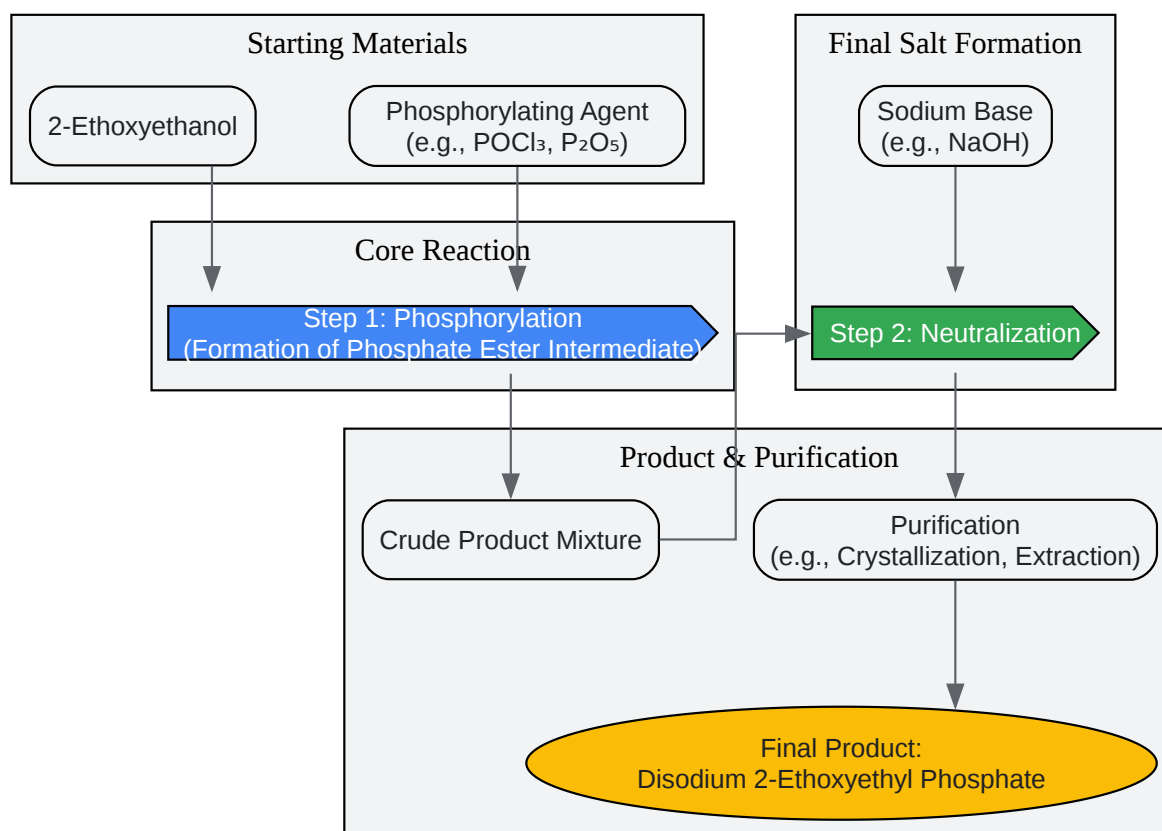 Starting Materials
2-Ethoxyethanol
Phosphorylating Agent
(e.g., POCl₃, P₂O₅)
Final Salt Formation
Sodium Base
(e.g., NaOH)
Core Reaction
Step 1: Phosphorylation
(Formation of Phosphate Ester Intermediate)
Step 2: Neutralization
Product & Purification
Crude Product Mixture
Purification
(e.g., Crystallization, Extraction)
Final Product:
Disodium 2-Ethoxyethyl Phosphate